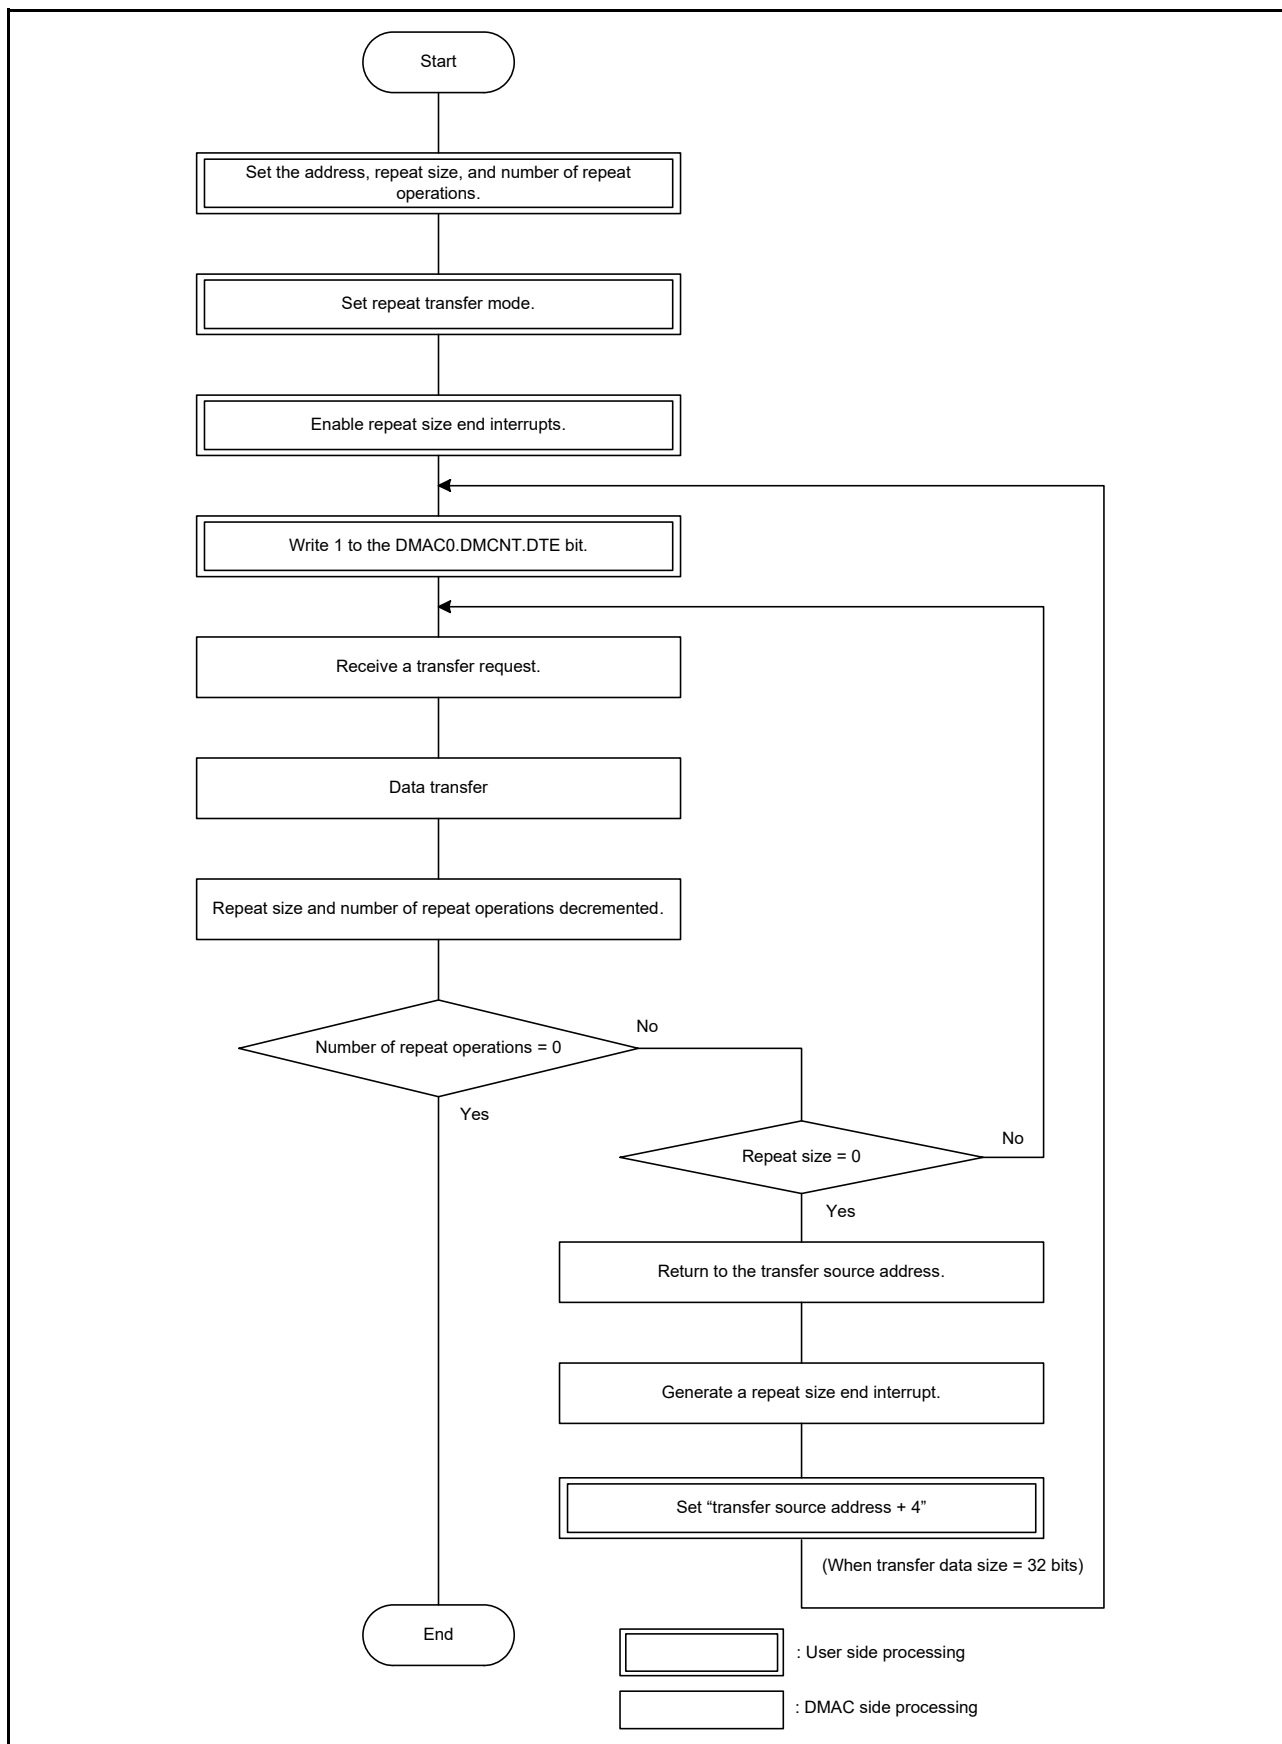 Start
Set the address, repeat size, and number of repeat
operations.
Set repeat transfer mode.
Enable repeat size end interrupts.
Write 1 to the DMAC0.DMCNT.DTE bit.
Receive a transfer request.
Data transfer
Repeat size and number of repeat operations decremented.
Number of repeat operations = 0
No
Yes
Repeat size = 0
No
Yes
Return to the transfer source address.
Generate a repeat size end interrupt.
Set “transfer source address + 4”
(When transfer data size = 32 bits)
End
: User side processing
: DMAC side processing